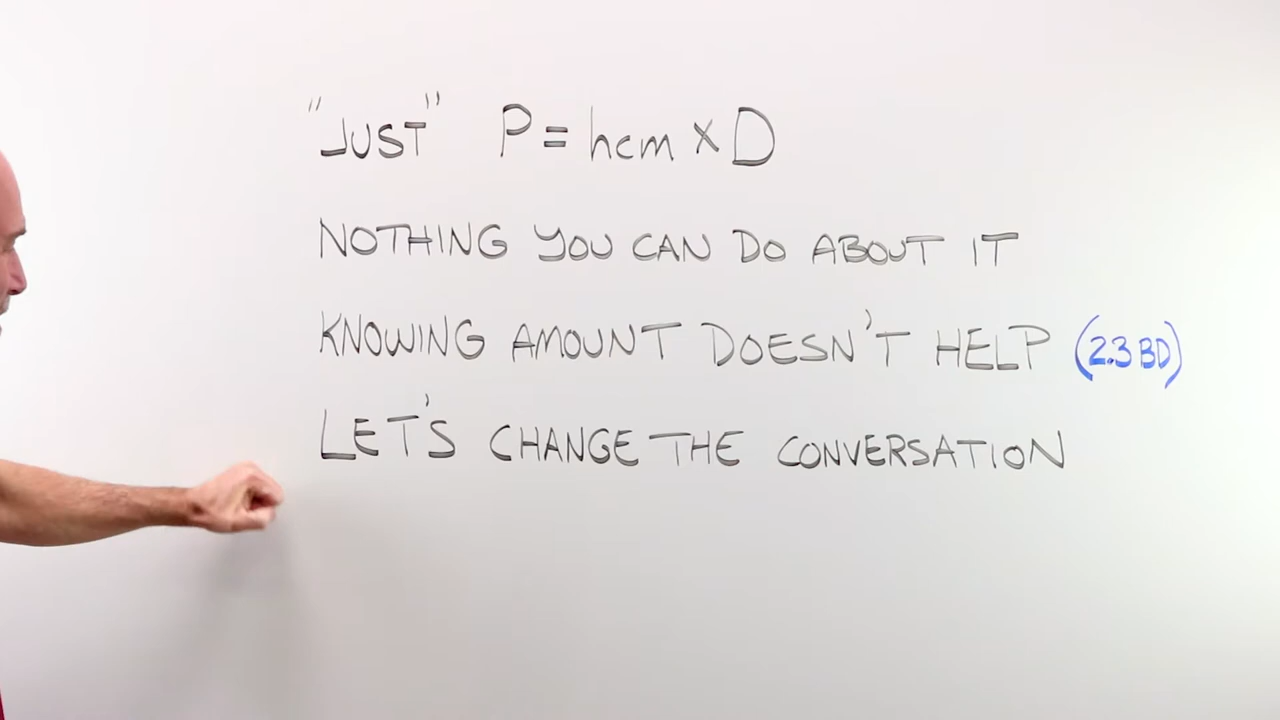 "JUST" P = hcm X D
NOTHING YOU CAN DO ABOUT IT
KNOWING AMOUNT DOESN'T HELP (2.3 BD)
LET'S CHANGE THE CONVERSATION